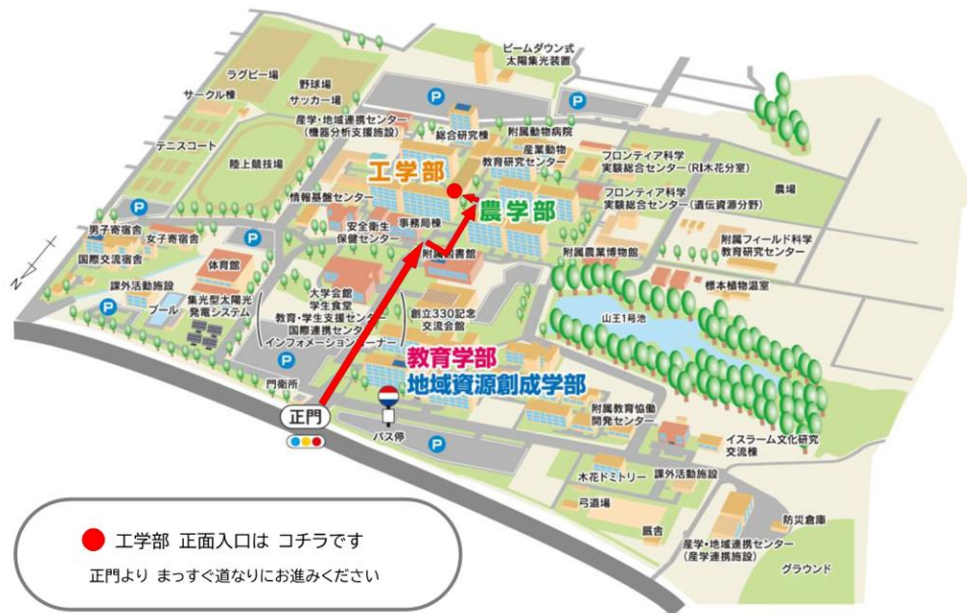 ビームダウン式
太陽集光装置
ラグビー場
野球場
サッカー場
サークル棟
P
P
産学・地域連携センター
(機器分析支援施設)
総合研究棟
附属動物病院
産業動物
教育研究センター
テニスコート
陸上競技場
工学部
フロンティア科学
実験総合センター(RI木花分室)
農場
情報基盤センター
フロンティア科学
実験総合センター(遺伝資源分野)
農学部
P
男子寄宿舎
女子寄宿舎
安全衛生
保健センター
事務局棟
P
国際交流宿舎
体育館
附属図書館
附属農業博物館
附属フィールド科学
教育研究センター
N
課外活動施設
プール
集光型太陽光
発電システム
大学会館
学生食堂
教育・学生支援センター
国際連携センター
インフォメーションコーナー
創立330記念
交流会館
標本植物温室
山王1号池
P
教育学部
地域資源創成学部
門衛所
正門
バス停
P
附属教育協働
開発センター
イスラーム文化研究
交流棟
木花ドミトリー
課外活動施設
弓道場
厩舎
防災倉庫
産学・地域連携センター
(産学連携施設)
グラウンド
工学部 正面入口は コチラです
正門より まっすぐ道なりにお進みください